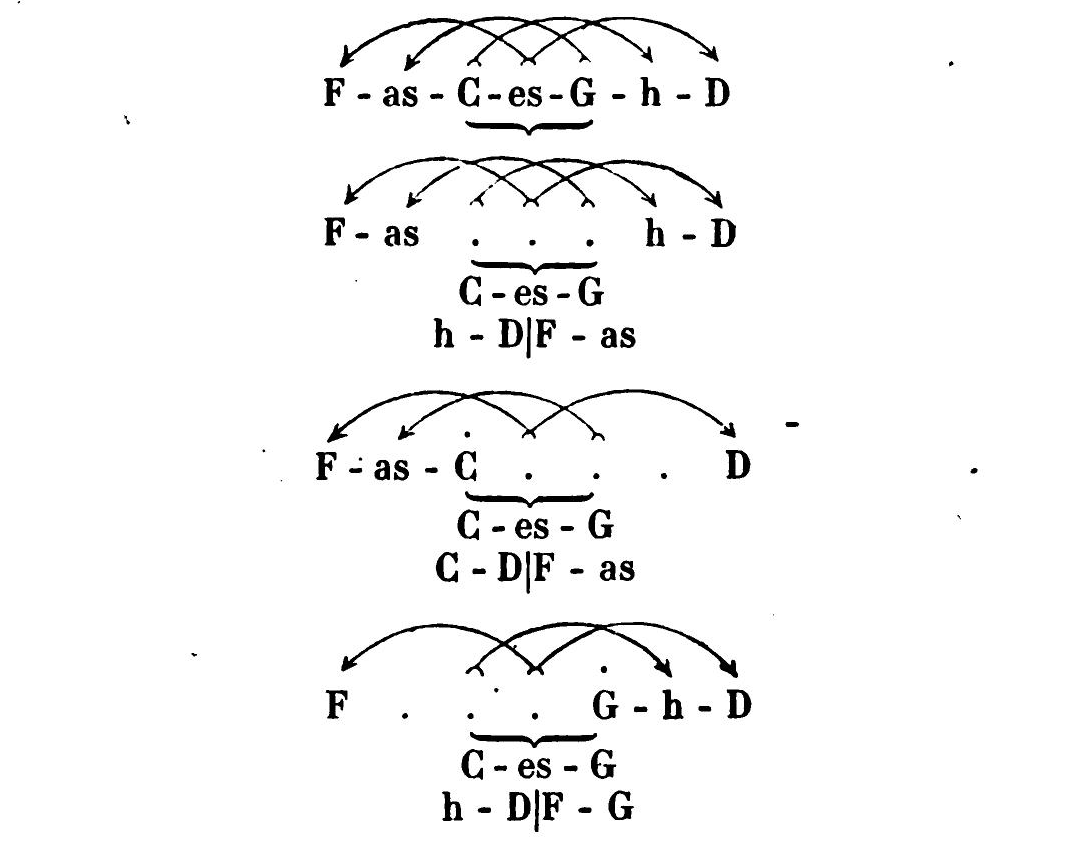 F - as - C - es - G - h - D
F - as . . . h - D
C - es - G
h - D|F - as
F - as - C . . . D
C - es - G
C - D|F - as
F . . . G - h - D
C - es - G
h - D|F - G